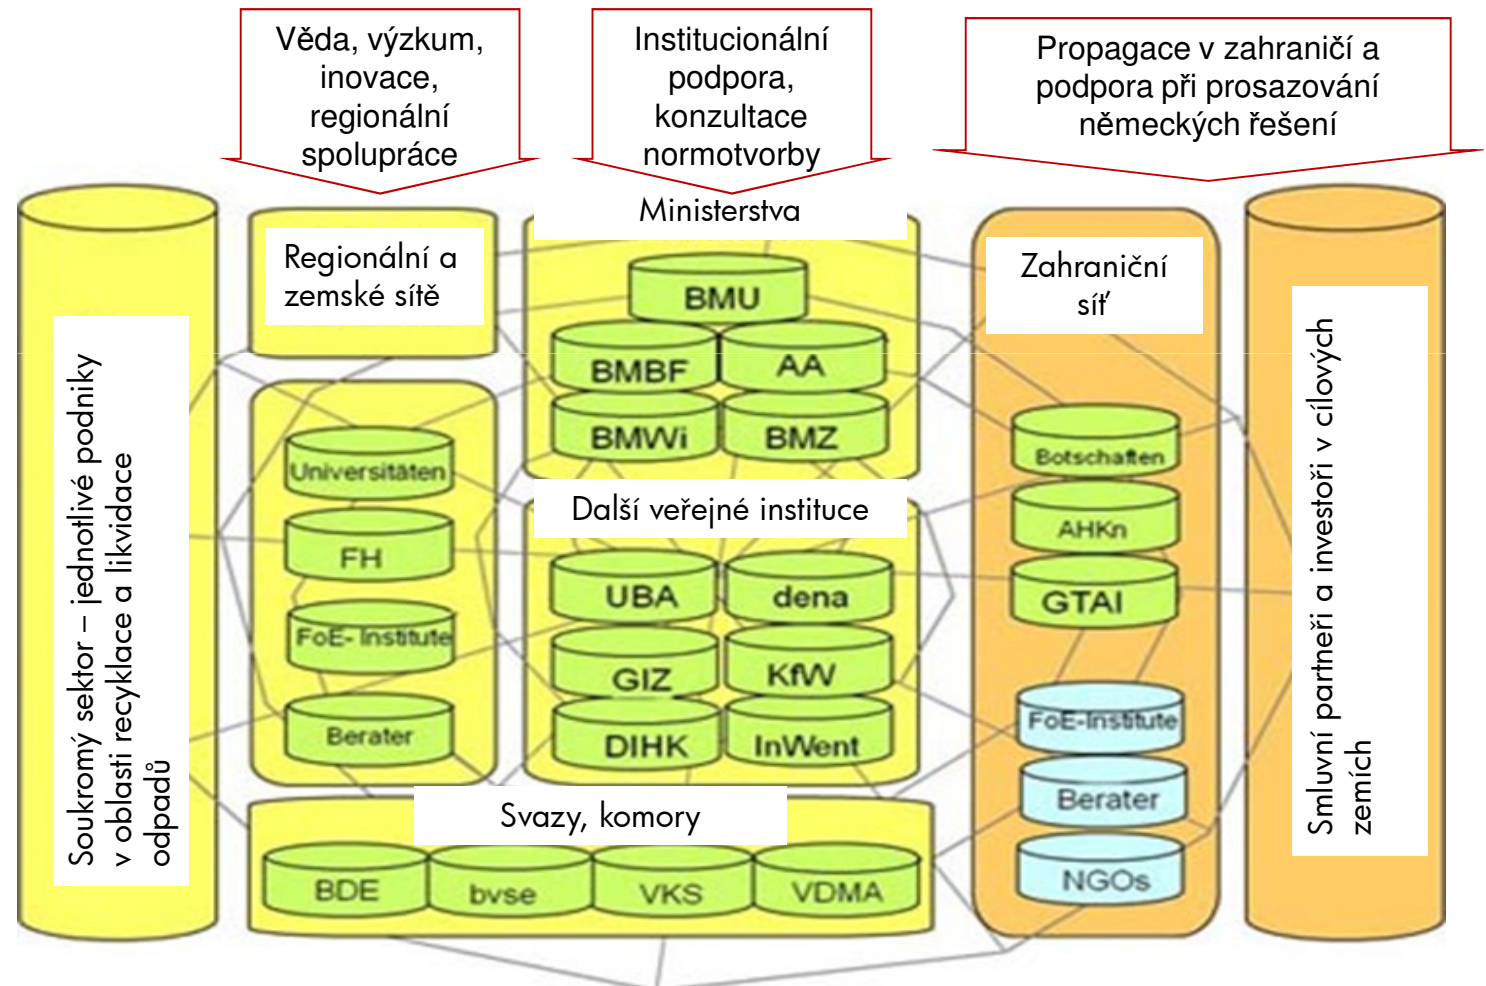 Věda, výzkum,
inovace,
regionální
spolupráce
Institucionální
podpora,
konzultace
normotvorby
Propagace v zahraničí a
podpora při prosazování
německých řešení
Soukromý sektor – jednotlivé podniky
v oblasti recyklace a likvidace
odpadů
Regionální a
zemské sítě
Universitäten
FH
FoE- Institute
Berater
Ministerstva
BMU
BMBF
AA
BMWi
BMZ
Další veřejné instituce
UBA
dena
GIZ
KfW
DIHK
InWent
Svazy, komory
BDE
bvse
VKS
VDMA
Zahraniční
síť
Botschaften
AHKn
GTAI
FoE-Institute
Berater
NGOs
Smluvní partneři a investoři v cílových
zemích